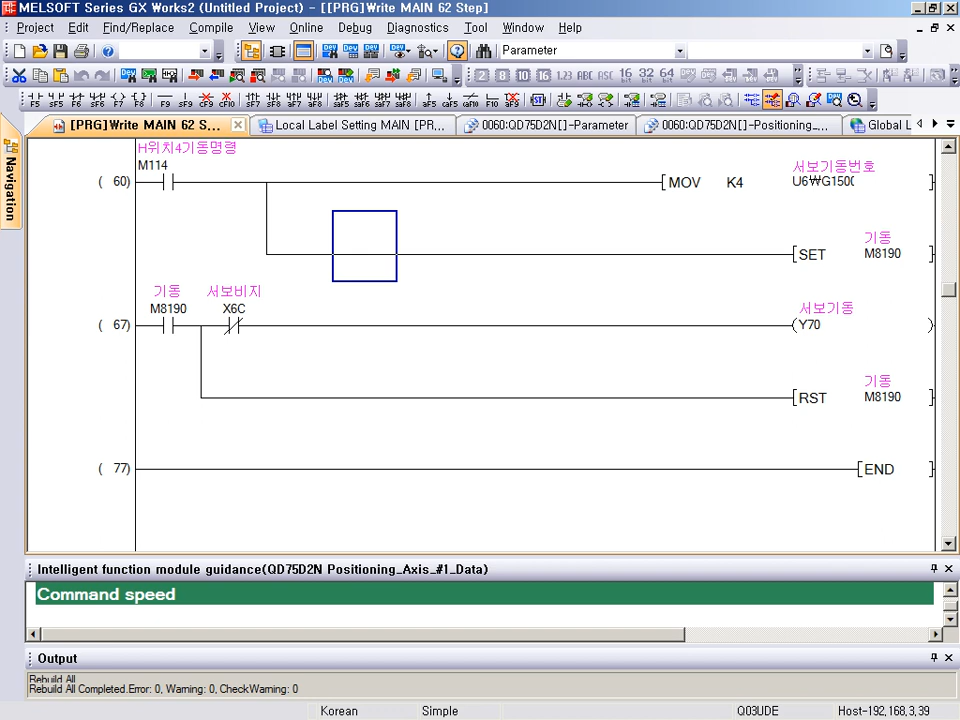 MELSOFT Series GX Works2 (Untitled Project) - [[PRG]Write MAIN 62 Step]
Project Edit Find/Replace Compile View Online Debug Diagnostics Tool Window Help
Parameter
[PRG]Write MAIN 62 S... Local Label Setting MAIN [PR... 0060:QD75D2N[]-Parameter 0060:QD75D2N[]-Positioning_... Global L
Navigation
H위치4기동명령
M114
서보기동번호
( 60) MOV K4 U6₩G1500
기동
SET M8190
기동 서보비지
M8190 X6C
서보기동
( 67) Y70
기동
RST M8190
( 77) END
Intelligent function module guidance(QD75D2N Positioning_Axis_#1_Data)
Command speed
Output
Rebuild All
Rebuild All Completed.Error: 0, Warning: 0, CheckWarning: 0
Korean Simple Q03UDE Host-192,168,3,39